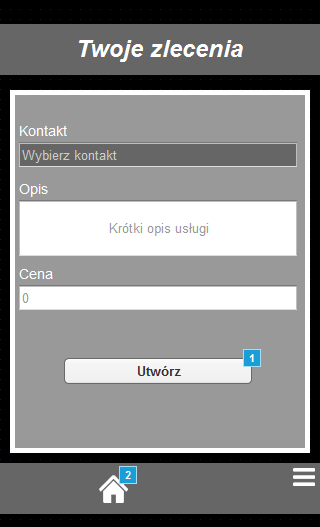 Twoje zlecenia
Kontakt
Wybierz kontakt
Opis
Krótki opis usługi
Cena
0
1
Utwórz
2